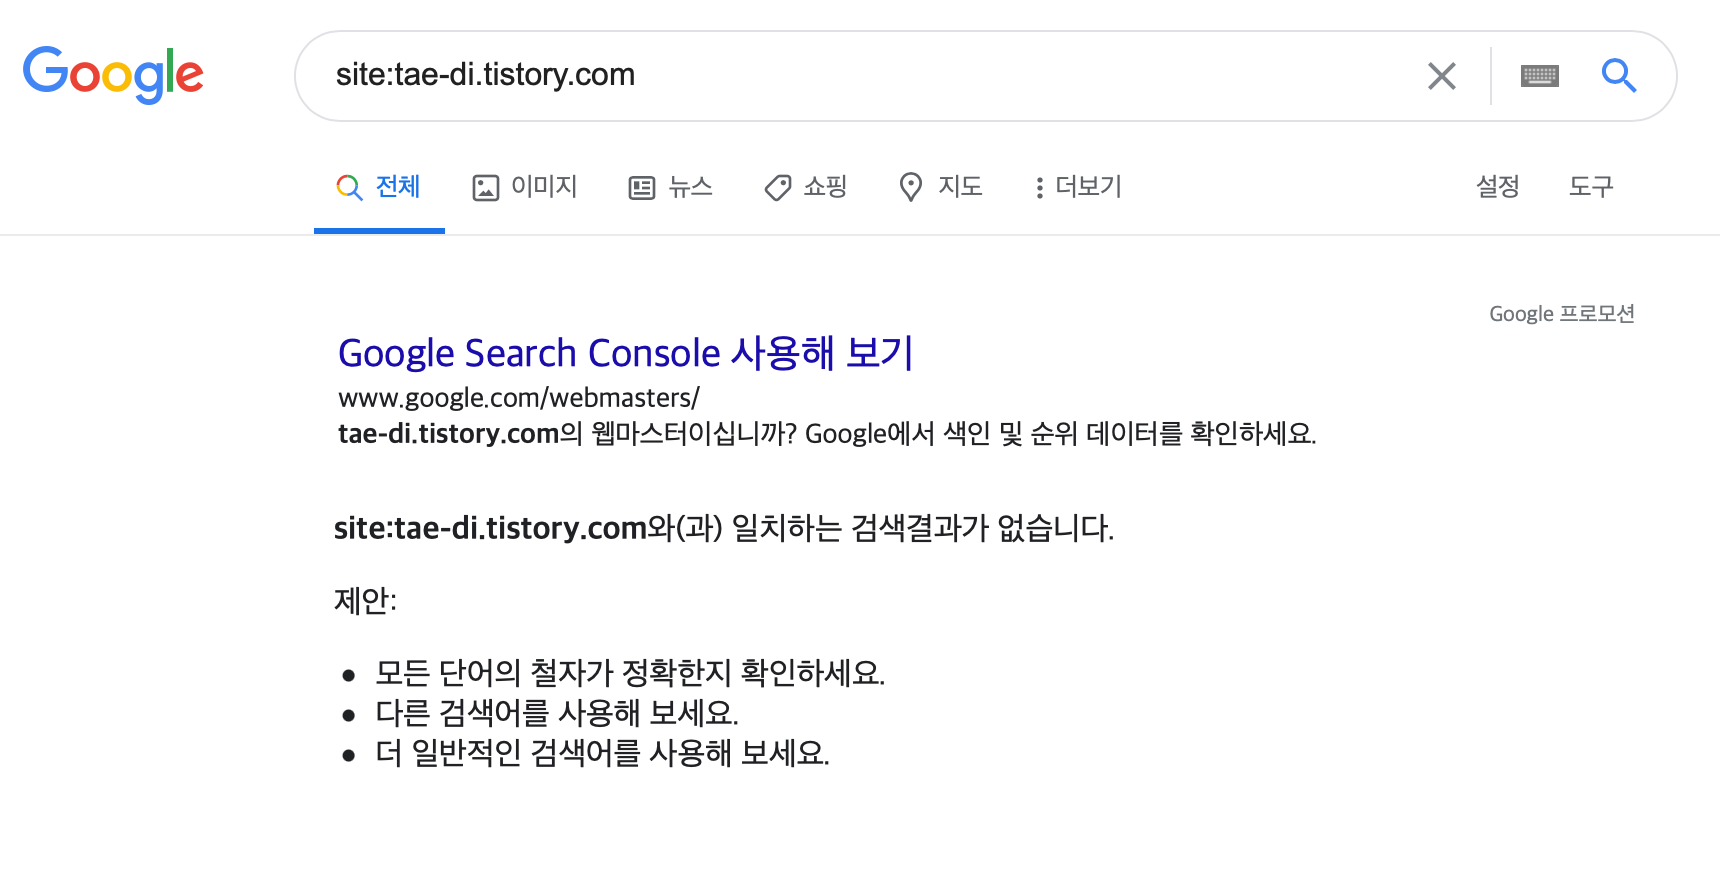 Google
site:tae-di.tistory.com
전체 이미지 뉴스 쇼핑 지도 더보기 설정 도구
Google 프로모션
Google Search Console 사용해 보기
www.google.com/webmasters/
tae-di.tistory.com의 웹마스터이십니까? Google에서 색인 및 순위 데이터를 확인하세요.
site:tae-di.tistory.com와(과) 일치하는 검색결과가 없습니다.
제안:
● 모든 단어의 철자가 정확한지 확인하세요.
● 다른 검색어를 사용해 보세요.
● 더 일반적인 검색어를 사용해 보세요.